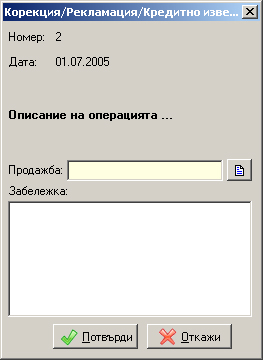 Корекция/Рекламация/Кредитно изве...
Номер: 2
Дата: 01.07.2005
Описание на операцията ...
Продажба:
Забележка:
Потвърди Откажи